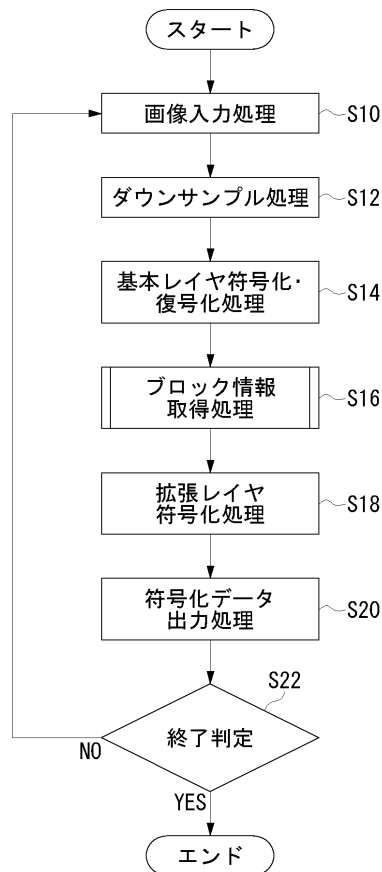 スタート
画像入力処理
S10
ダウンサンプル処理
S12
基本レイヤ符号化・
復号化処理
S14
ブロック情報
取得処理
S16
拡張レイヤ
符号化処理
S18
符号化データ
出力処理
S20
S22
終了判定
NO
YES
エンド